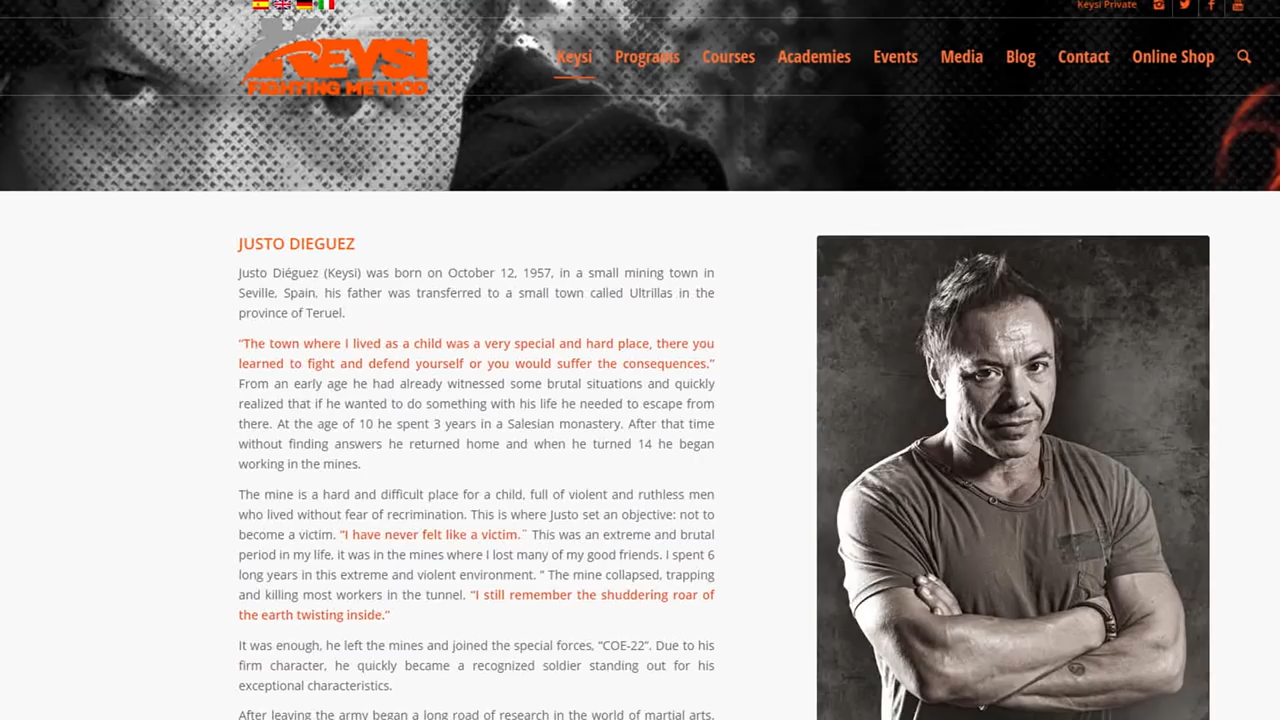 Keysi Private
KEYSI
FIGHTING METHOD
Keysi Programs Courses Academies Events Media Blog Contact Online Shop
JUSTO DIEGUEZ
Justo Diéguez (Keysi) was born on October 12, 1957, in a small mining town in
Seville, Spain, his father was transferred to a small town called Ultrillas in the
province of Teruel.
“The town where I lived as a child was a very special and hard place, there you
learned to fight and defend yourself or you would suffer the consequences.”
From an early age he had already witnessed some brutal situations and quickly
realized that if he wanted to do something with his life he needed to escape from
there. At the age of 10 he spent 3 years in a Salesian monastery. After that time
without finding answers he returned home and when he turned 14 he began
working in the mines.
The mine is a hard and difficult place for a child, full of violent and ruthless men
who lived without fear of recrimination. This is where Justo set an objective: not to
become a victim. “I have never felt like a victim.¨ This was an extreme and brutal
period in my life, it was in the mines where I lost many of my good friends. I spent 6
long years in this extreme and violent environment. “ The mine collapsed, trapping
and killing most workers in the tunnel. “I still remember the shuddering roar of
the earth twisting inside.”
It was enough, he left the mines and joined the special forces, “COE-22”. Due to his
firm character, he quickly became a recognized soldier standing out for his
exceptional characteristics.
After leaving the army began a long road of research in the world of martial arts,